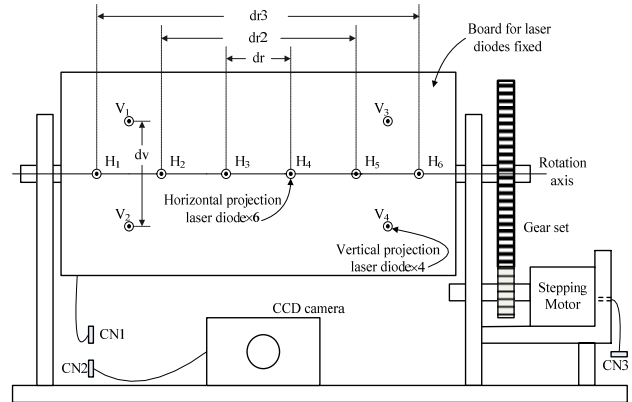 dr3
dr2
dr
Board for laser
diodes fixed
V₁
V₃
dv
H₁
H₂
H₃
H₄
H₅
H₆
Rotation
axis
Horizontal projection
laser diode×6
V₂
V₄
Gear set
Vertical projection
laser diode×4
Stepping
Motor
CCD camera
CN1
CN2
CN3